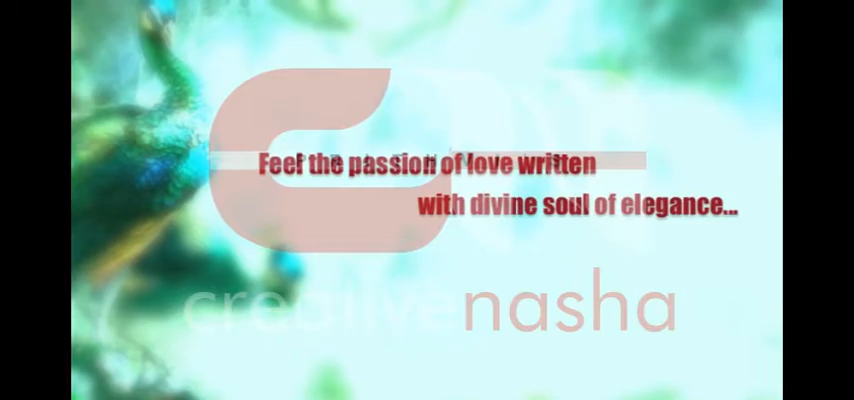 Feel the passion of love written
with divine soul of elegance...
creativenasha